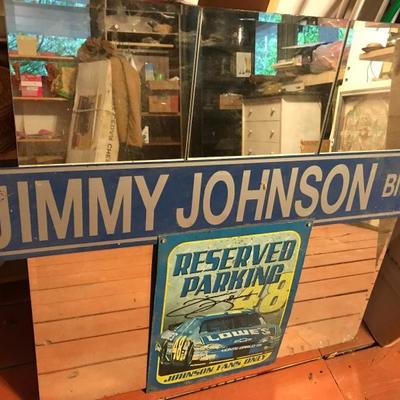 JIMMY JOHNSON
RESERVED
PARKING
48
LOWE'S
JOHNSON FANS ONLY